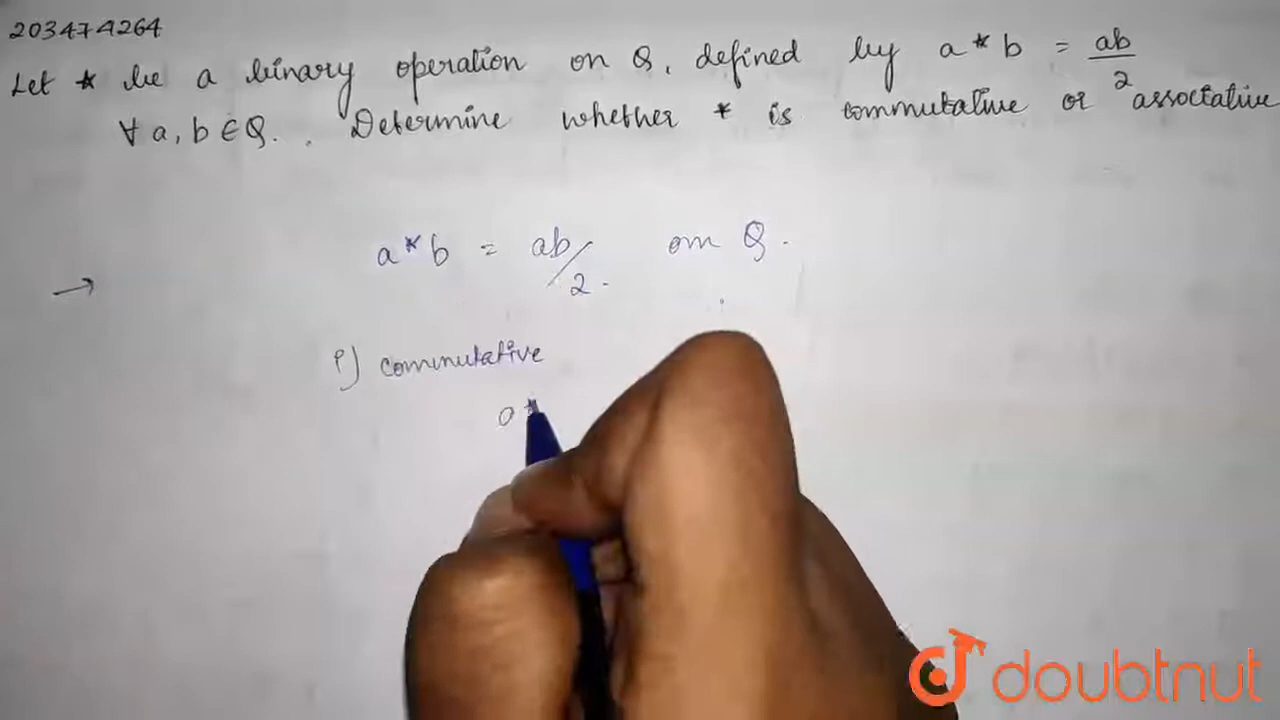 203474264
Let * be a binary operation on Q, defined by a * b = ab/2
∀ a, b ∈ Q. Determine whether * is commutative or associative
a * b = ab/2. on Q.
→
i) commutative
a *
doubtnut